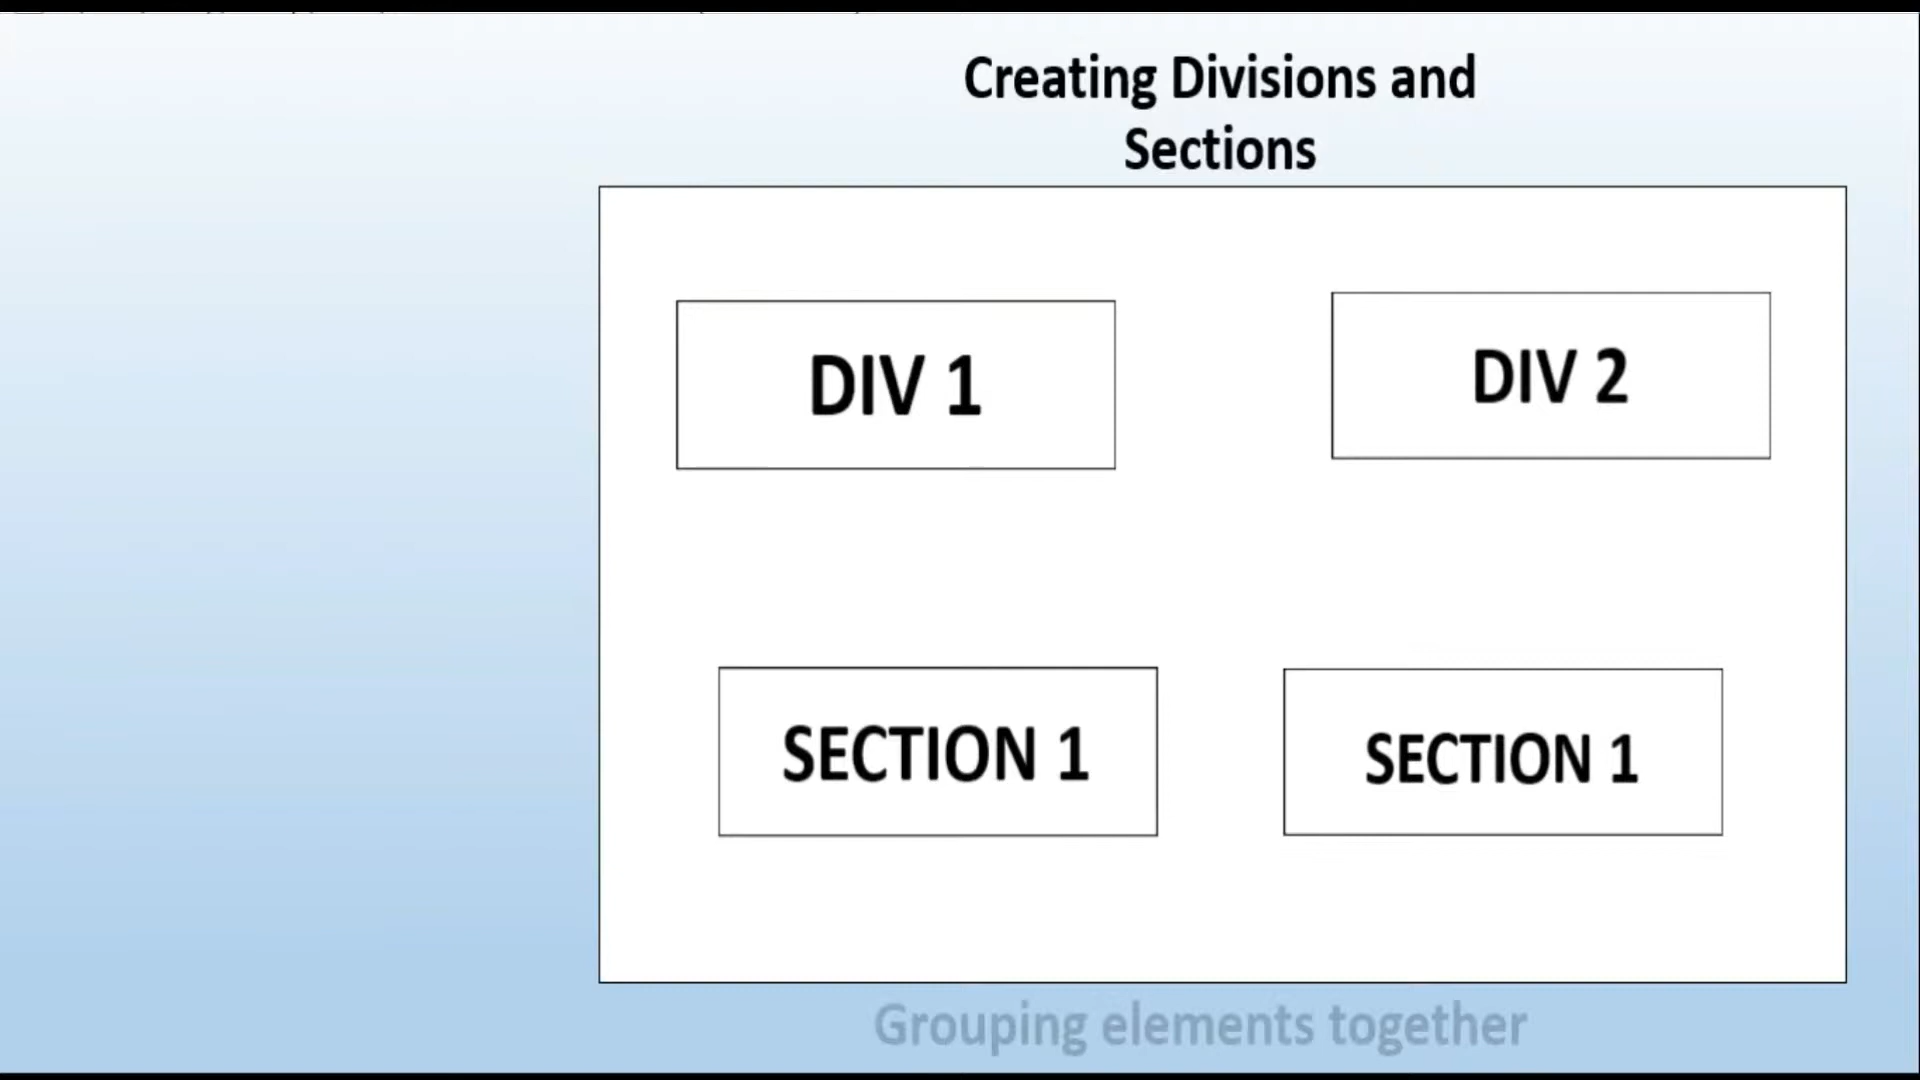 Creating Divisions and
Sections
DIV 1
DIV 2
SECTION 1
SECTION 1
Grouping elements together